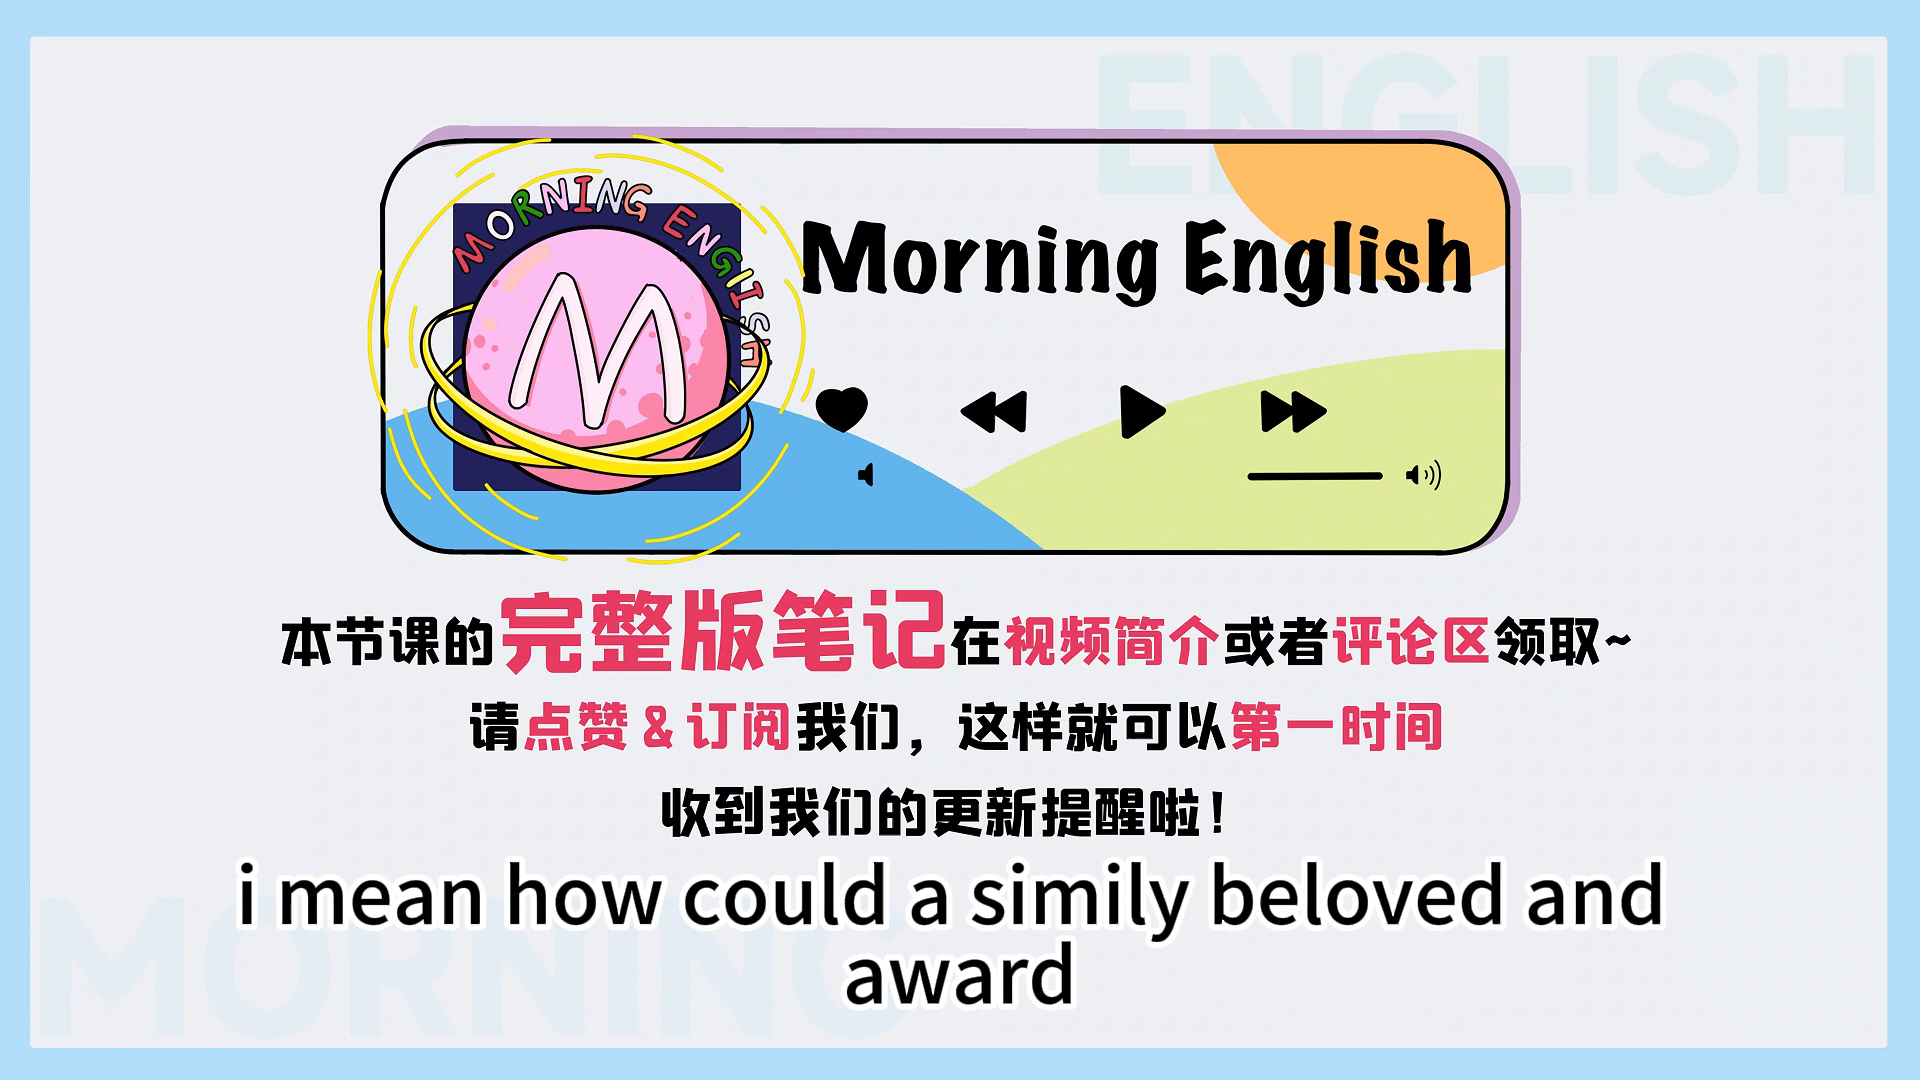 ENGLISH
MORNING ENGLISH
M
Morning English
本节课的完整版笔记在视频简介或者评论区领取~
请点赞&订阅我们，这样就可以第一时间
收到我们的更新提醒啦！
i mean how could a simily beloved and
award
MORNING